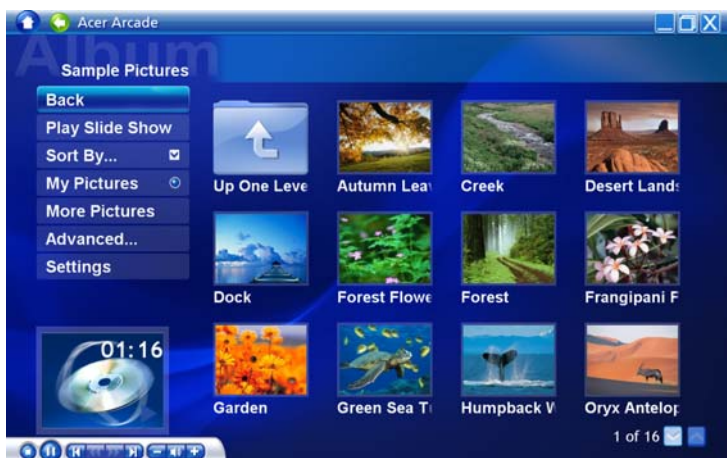 Acer Arcade
Album
Sample Pictures
Back
Play Slide Show
Sort By...
My Pictures
More Pictures
Advanced...
Settings
Up One Leve
Autumn Lea
Creek
Desert Land
Dock
Forest Flowe
Forest
Frangipani F
Garden
Green Sea T
Humpback W
Oryx Antelop
01:16
1 of 16